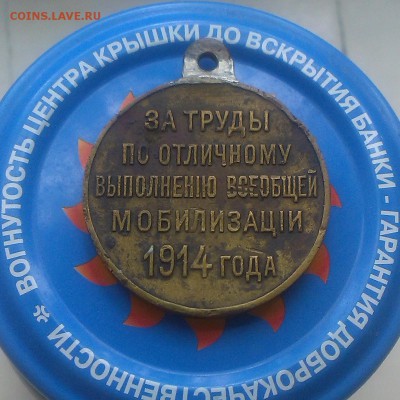 COINS.LAVE.RU
ВОГНУТОСТЬ ЦЕНТРА КРЫШКИ ДО ВСКРЫТИЯ БАНКИ - ГАРАНТИЯ ДОБРОКАЧЕСТВЕННОСТИ
ЗА ТРУДЫ
ПО ОТЛИЧНОМУ
ВЫПОЛНЕНІЮ ВСЕОБЩЕЙ
МОБИЛИЗАЦІИ
1914 ГОДА